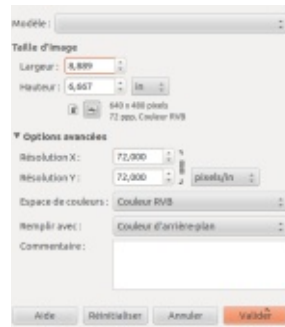 Modèle :
Taille d'image
Largeur : 8,889
Hauteur : 6,667 in
640 x 480 pixels
72 ppp, Couleur RVB
Options avancées
Résolution X : 72,000
Résolution Y : 72,000 pixels/in
Espace de couleurs : Couleur RVB
Remplir avec : Couleur d'arrière-plan
Commentaire :
Aide Réinitialiser Annuler Valider